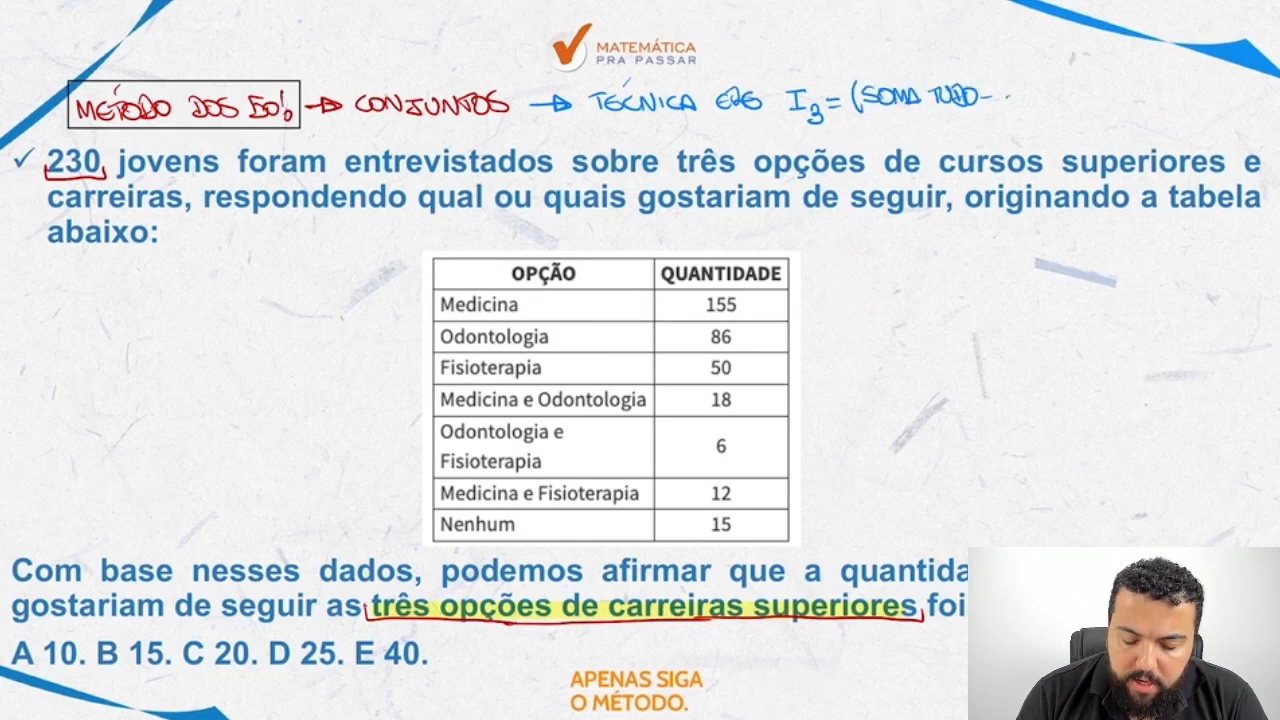 MATEMÁTICA
PRA PASSAR
MÉTODO DOS 50! → CONJUNTOS → TÉCNICA I3 = (SOMA TUDO-
✓ 230 jovens foram entrevistados sobre três opções de cursos superiores e
carreiras, respondendo qual ou quais gostariam de seguir, originando a tabela
abaixo:
OPÇÃO QUANTIDADE
Medicina 155
Odontologia 86
Fisioterapia 50
Medicina e Odontologia 18
Odontologia e
Fisioterapia 6
Medicina e Fisioterapia 12
Nenhum 15
Com base nesses dados, podemos afirmar que a quantida
gostariam de seguir as três opções de carreiras superiores foi
A 10. B 15. C 20. D 25. E 40.
APENAS SIGA
O MÉTODO.